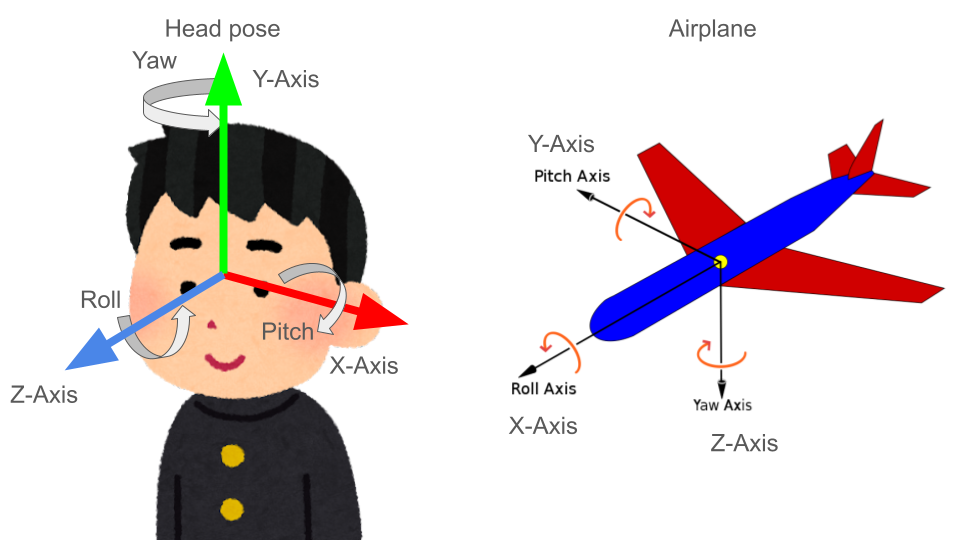 Head pose
Yaw
Y-Axis
Roll
Pitch
X-Axis
Z-Axis
Airplane
Y-Axis
Pitch Axis
Roll Axis
X-Axis
Yaw Axis
Z-Axis